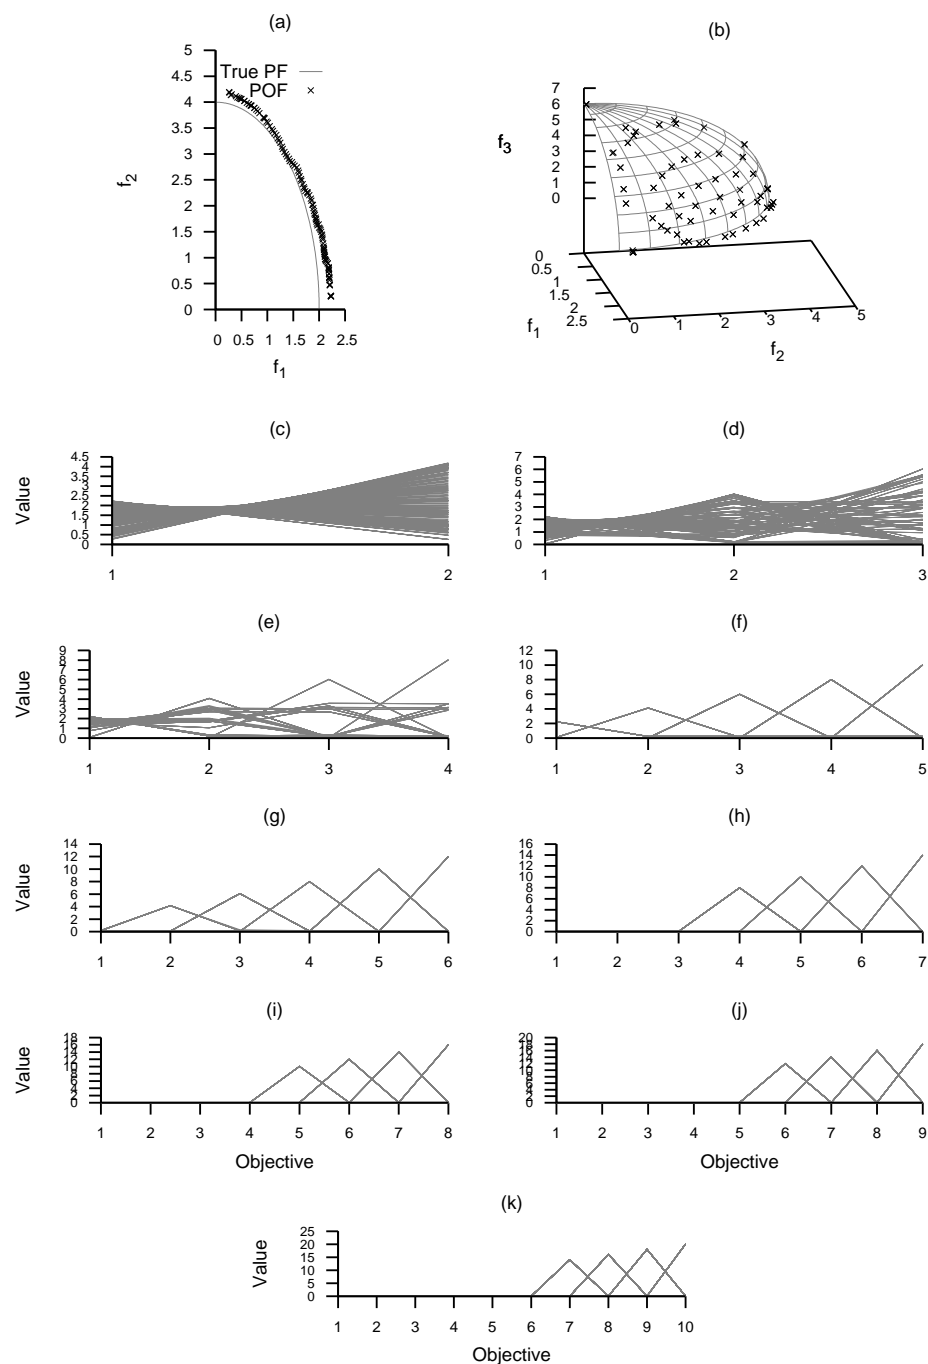 (a)
5
4.5
4
3.5
3
2.5
2
1.5
1
0.5
0
True PF
POF
f2
0 0.5 1 1.5 2 2.5
f1
(b)
7
6
5
4
3
2
1
0
f3
0
0.5
1
1.5
2
2.5
f1
0 1 2 3 4 5
f2
(c)
4.5
4
3.5
3
2.5
2
1.5
1
0.5
0
Value
1 2
(d)
7
6
5
4
3
2
1
0
1 2 3
(e)
9
8
7
6
5
4
3
2
1
0
Value
1 2 3 4
(f)
12
10
8
6
4
2
0
1 2 3 4 5
(g)
14
12
10
8
6
4
2
0
Value
1 2 3 4 5 6
(h)
16
14
12
10
8
6
4
2
0
1 2 3 4 5 6 7
(i)
18
16
14
12
10
8
6
4
2
0
Value
1 2 3 4 5 6 7 8
Objective
(j)
20
18
16
14
12
10
8
6
4
2
0
1 2 3 4 5 6 7 8 9
Objective
(k)
25
20
15
10
5
0
Value
1 2 3 4 5 6 7 8 9 10
Objective